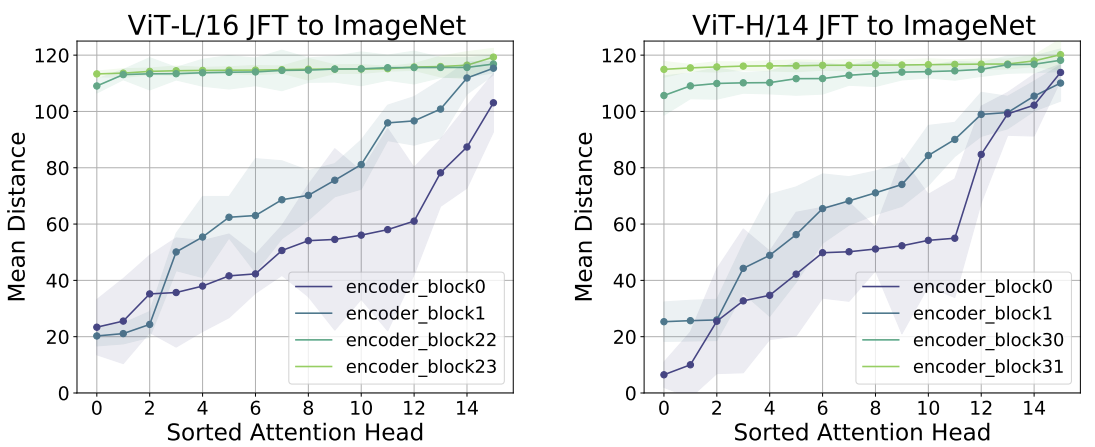 ViT-L/16 JFT to ImageNet
Mean Distance
120
100
80
60
40
20
0
0 2 4 6 8 10 12 14
Sorted Attention Head
encoder_block0
encoder_block1
encoder_block22
encoder_block23
ViT-H/14 JFT to ImageNet
Mean Distance
120
100
80
60
40
20
0
0 2 4 6 8 10 12 14
Sorted Attention Head
encoder_block0
encoder_block1
encoder_block30
encoder_block31